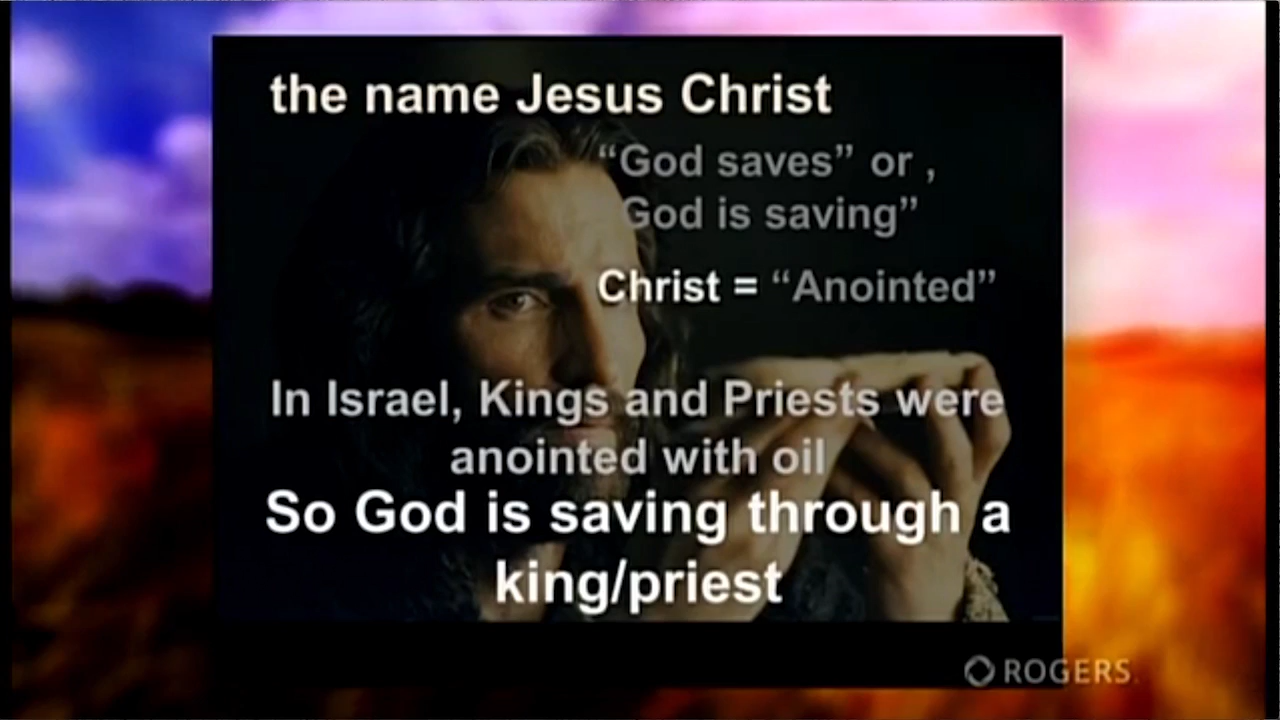 the name Jesus Christ
“God saves” or ,
God is saving”
Christ = “Anointed”
In Israel, Kings and Priests were
anointed with oil
So God is saving through a
king/priest
ROGERS